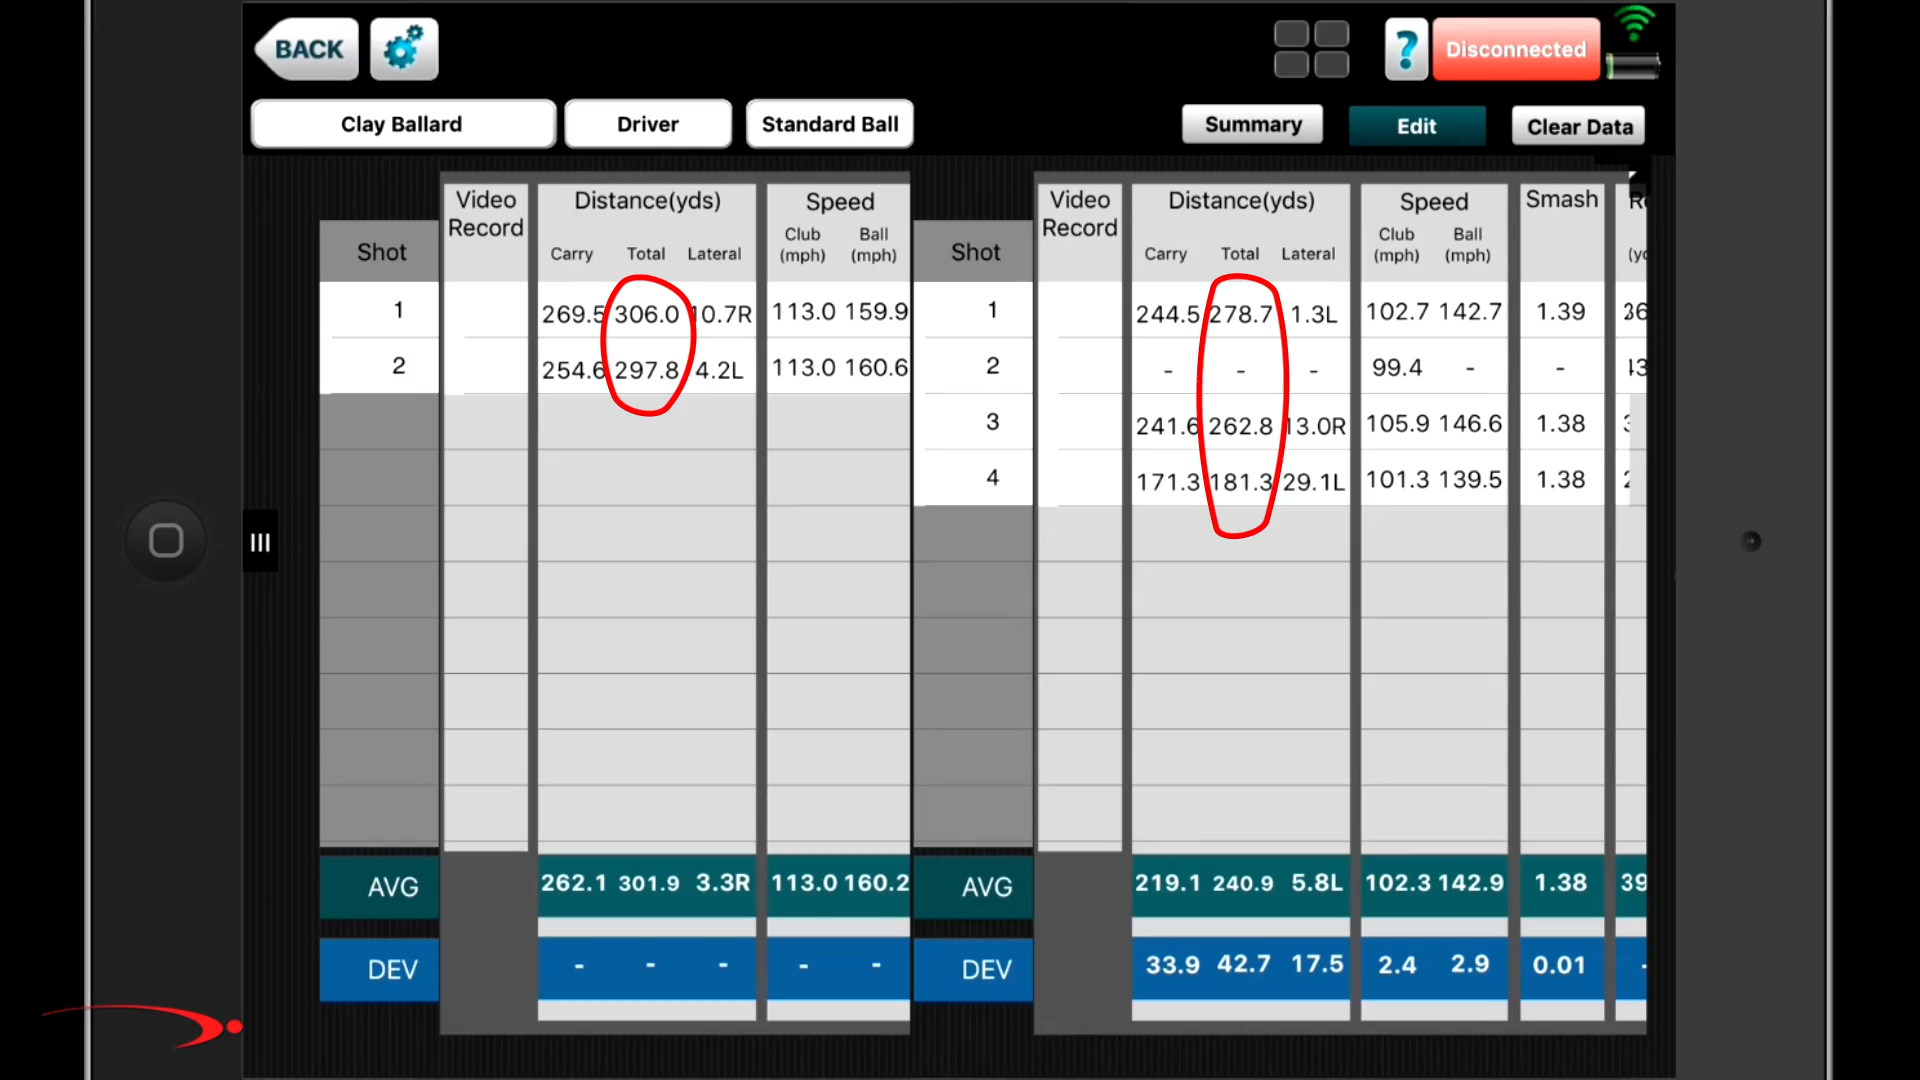 BACK
?
Disconnected
Clay Ballard Driver Standard Ball Summary Edit Clear Data
Shot Video Record Distance(yds) Speed
Carry Total Lateral Club (mph) Ball (mph)
1 269.5 306.0 10.7R 113.0 159.9
2 254.6 297.8 4.2L 113.0 160.6
AVG 262.1 301.9 3.3R 113.0 160.2
DEV - - - - -
Shot Video Record Distance(yds) Speed Smash
Carry Total Lateral Club (mph) Ball (mph)
1 244.5 278.7 1.3L 102.7 142.7 1.39
2 - - - 99.4 - -
3 241.6 262.8 13.0R 105.9 146.6 1.38
4 171.3 181.3 29.1L 101.3 139.5 1.38
AVG 219.1 240.9 5.8L 102.3 142.9 1.38 39
DEV 33.9 42.7 17.5 2.4 2.9 0.01 -